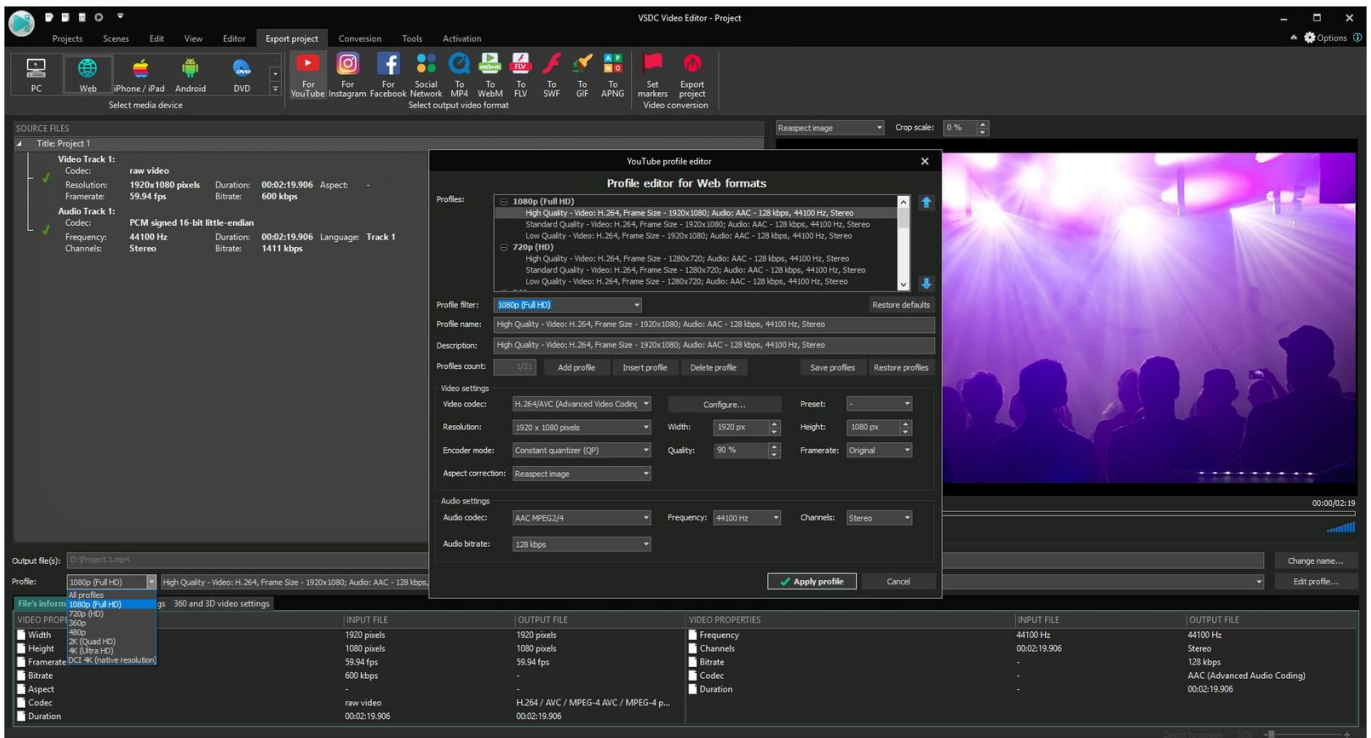 VSDC Video Editor - Project
Projects Scenes Edit View Editor Export project Conversion Tools Activation
Options
PC Web iPhone / iPad Android DVD
For YouTube For Instagram For Facebook Social Network To MP4 To WebM To FLV To SWF To GIF To APNG Set markers Export project
Select media device Select output video format Video conversion
SOURCE FILES
Reaspect image Crop scale: 0 %
Title: Project 1
Video Track 1:
Codec: raw video
Resolution: 1920x1080 pixels Duration: 00:02:19.906 Aspect: -
Framerate: 59.94 fps Bitrate: 600 kbps
Audio Track 1:
Codec: PCM signed 16-bit little-endian
Frequency: 44100 Hz Duration: 00:02:19.906 Language: Track 1
Channels: Stereo Bitrate: 1411 kbps
YouTube profile editor
Profile editor for Web formats
Profiles:
1080p (Full HD)
High Quality - Video: H.264, Frame Size - 1920x1080; Audio: AAC - 128 kbps, 44100 Hz, Stereo
Standard Quality - Video: H.264, Frame Size - 1920x1080; Audio: AAC - 128 kbps, 44100 Hz, Stereo
Low Quality - Video: H.264, Frame Size - 1920x1080; Audio: AAC - 128 kbps, 44100 Hz, Stereo
720p (HD)
High Quality - Video: H.264, Frame Size - 1280x720; Audio: AAC - 128 kbps, 44100 Hz, Stereo
Standard Quality - Video: H.264, Frame Size - 1280x720; Audio: AAC - 128 kbps, 44100 Hz, Stereo
Low Quality - Video: H.264, Frame Size - 1280x720; Audio: AAC - 128 kbps, 44100 Hz, Stereo
Profile filter: 1080p (Full HD) Restore defaults
Profile name: High Quality - Video: H.264, Frame Size - 1920x1080; Audio: AAC - 128 kbps, 44100 Hz, Stereo
Description: High Quality - Video: H.264, Frame Size - 1920x1080; Audio: AAC - 128 kbps, 44100 Hz, Stereo
Profiles count: 1/21 Add profile Insert profile Delete profile Save profiles Restore profiles
Video settings
Video codec: H.264/AVC (Advanced Video Coding Configure... Preset: -
Resolution: 1920 x 1080 pixels Width: 1920 px Height: 1080 px
Encoder mode: Constant quantizer (QP) Quality: 90 % Framerate: Original
Aspect correction: Reaspect image
Audio settings
Audio codec: AAC MPEG2/4 Frequency: 44100 Hz Channels: Stereo
Audio bitrate: 128 kbps
Apply profile Cancel
00:00/02:19
Output file(s): D:\Project 1.mp4 Change name...
Profile: 1080p (Full HD) High Quality - Video: H.264, Frame Size - 1920x1080; Audio: AAC - 128 kbps, Edit profile...
All profiles
1080p (Full HD)
720p (HD)
360p
480p
2K (Quad HD)
4K (Ultra HD)
DCI 4K (native resolution)
File's inform gs 360 and 3D video settings
VIDEO PROP INPUT FILE OUTPUT FILE VIDEO PROPERTIES INPUT FILE OUTPUT FILE
Width 1920 pixels 1920 pixels Frequency 44100 Hz 44100 Hz
Height 1080 pixels 1080 pixels Channels 00:02:19.906 Stereo
Framerate 59.94 fps 59.94 fps Bitrate - 128 kbps
Bitrate 600 kbps - Codec - AAC (Advanced Audio Coding)
Aspect - - Duration - 00:02:19.906
Codec raw video H.264 / AVC / MPEG-4 AVC / MPEG-4 p...
Duration 00:02:19.906 00:02:19.906